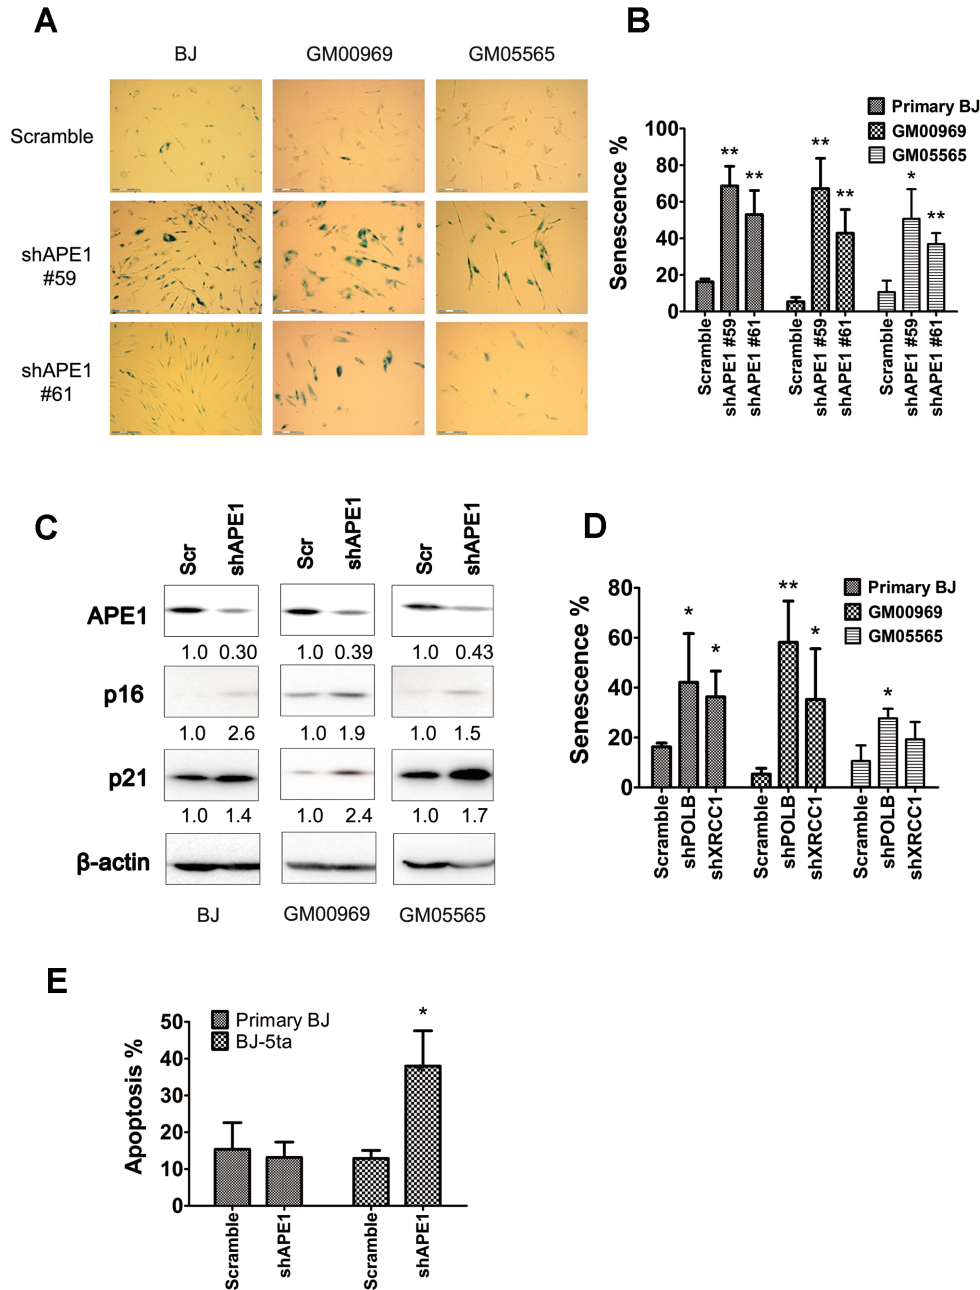 A
BJ
GM00969
GM05565
Scramble
shAPE1
#59
shAPE1
#61
B
Primary BJ
GM00969
GM05565
Senescence %
100
80
60
40
20
0
**
**
**
**
*
**
Scramble
shAPE1 #59
shAPE1 #61
Scramble
shAPE1 #59
shAPE1 #61
Scramble
shAPE1 #59
shAPE1 #61
C
Scr
shAPE1
Scr
shAPE1
Scr
shAPE1
APE1
1.0 0.30
1.0 0.39
1.0 0.43
p16
1.0 2.6
1.0 1.9
1.0 1.5
p21
1.0 1.4
1.0 2.4
1.0 1.7
β-actin
BJ
GM00969
GM05565
D
Primary BJ
GM00969
GM05565
Senescence %
80
60
40
20
0
*
*
**
*
*
Scramble
shPOLB
shXRCC1
Scramble
shPOLB
shXRCC1
Scramble
shPOLB
shXRCC1
E
Primary BJ
BJ-5ta
Apoptosis %
50
40
30
20
10
0
*
Scramble
shAPE1
Scramble
shAPE1